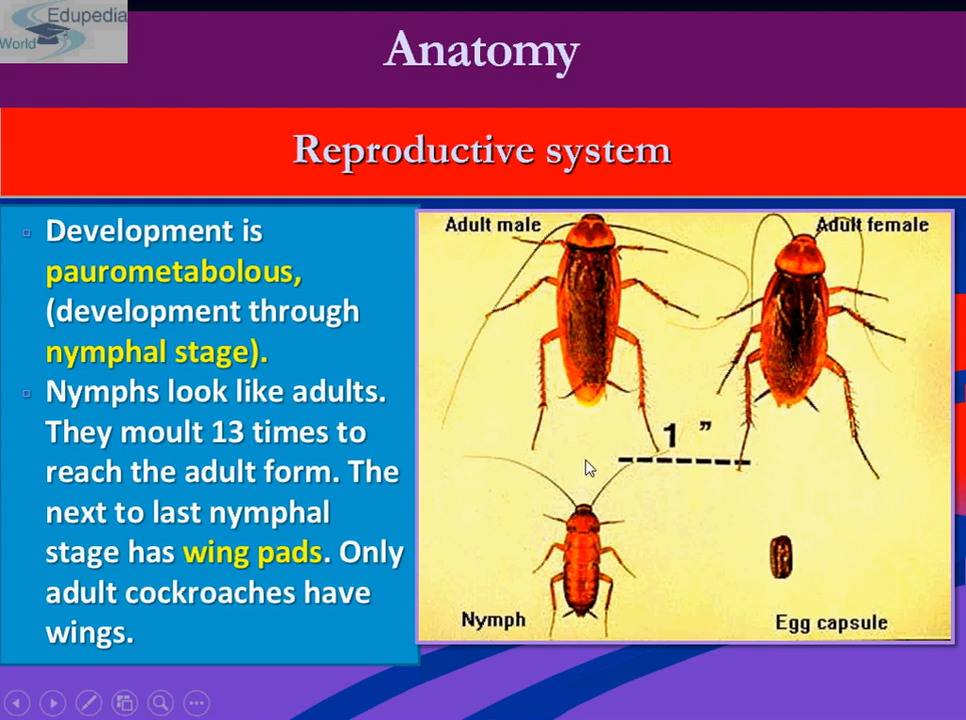 Edupedia
World
Anatomy
Reproductive system
Development is
paurometabolous,
(development through
nymphal stage).
Nymphs look like adults.
They moult 13 times to
reach the adult form. The
next to last nymphal
stage has wing pads. Only
adult cockroaches have
wings.
Adult male
Adult female
1 ”
Nymph
Egg capsule